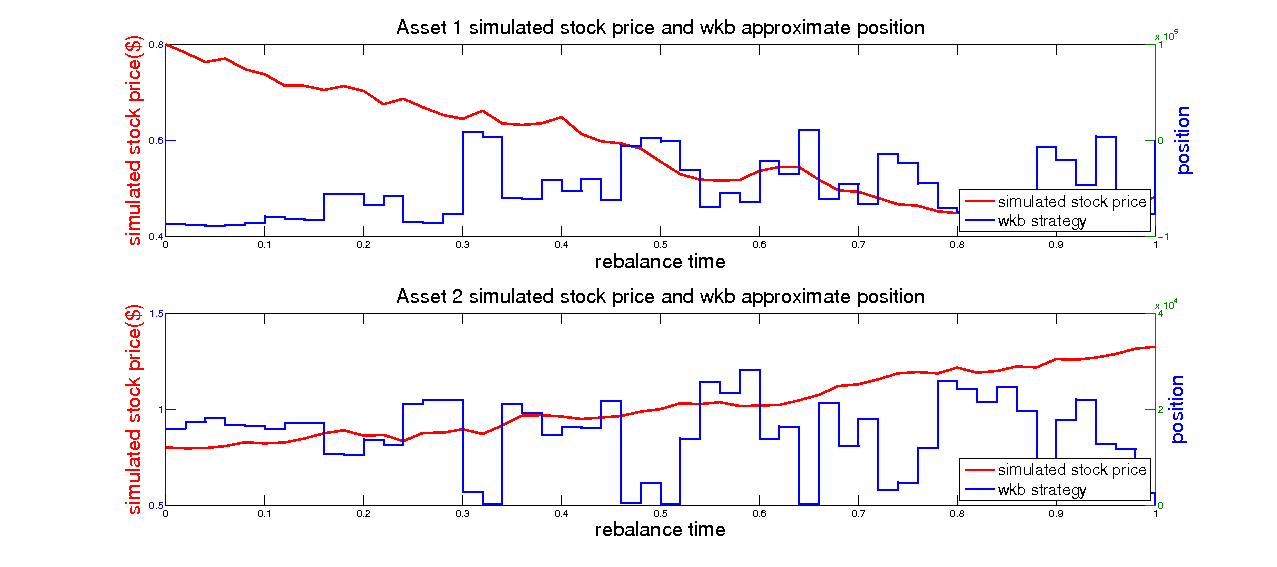 Asset 1 simulated stock price and wkb approximate position
x 10^5
simulated stock price($)
0.8
0.6
0.4
1
0
-1
position
simulated stock price
wkb strategy
0 0.1 0.2 0.3 0.4 0.5 0.6 0.7 0.8 0.9 1
rebalance time
Asset 2 simulated stock price and wkb approximate position
x 10^4
simulated stock price($)
1.5
1
0.5
4
2
0
position
simulated stock price
wkb strategy
0 0.1 0.2 0.3 0.4 0.5 0.6 0.7 0.8 0.9 1
rebalance time